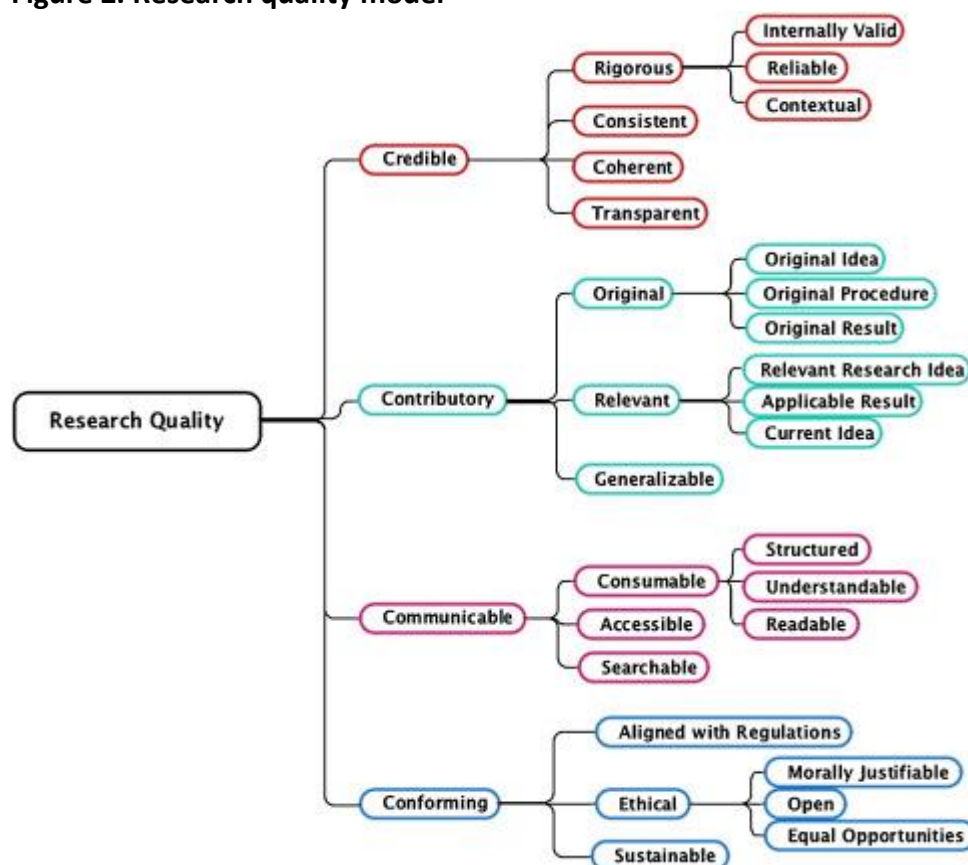 Figure 2. Research quality model
Research Quality
Credible
Rigorous
Internally Valid
Reliable
Contextual
Consistent
Coherent
Transparent
Contributory
Original
Original Idea
Original Procedure
Original Result
Relevant
Relevant Research Idea
Applicable Result
Current Idea
Generalizable
Communicable
Consumable
Structured
Understandable
Readable
Accessible
Searchable
Conforming
Aligned with Regulations
Ethical
Morally Justifiable
Open
Equal Opportunities
Sustainable